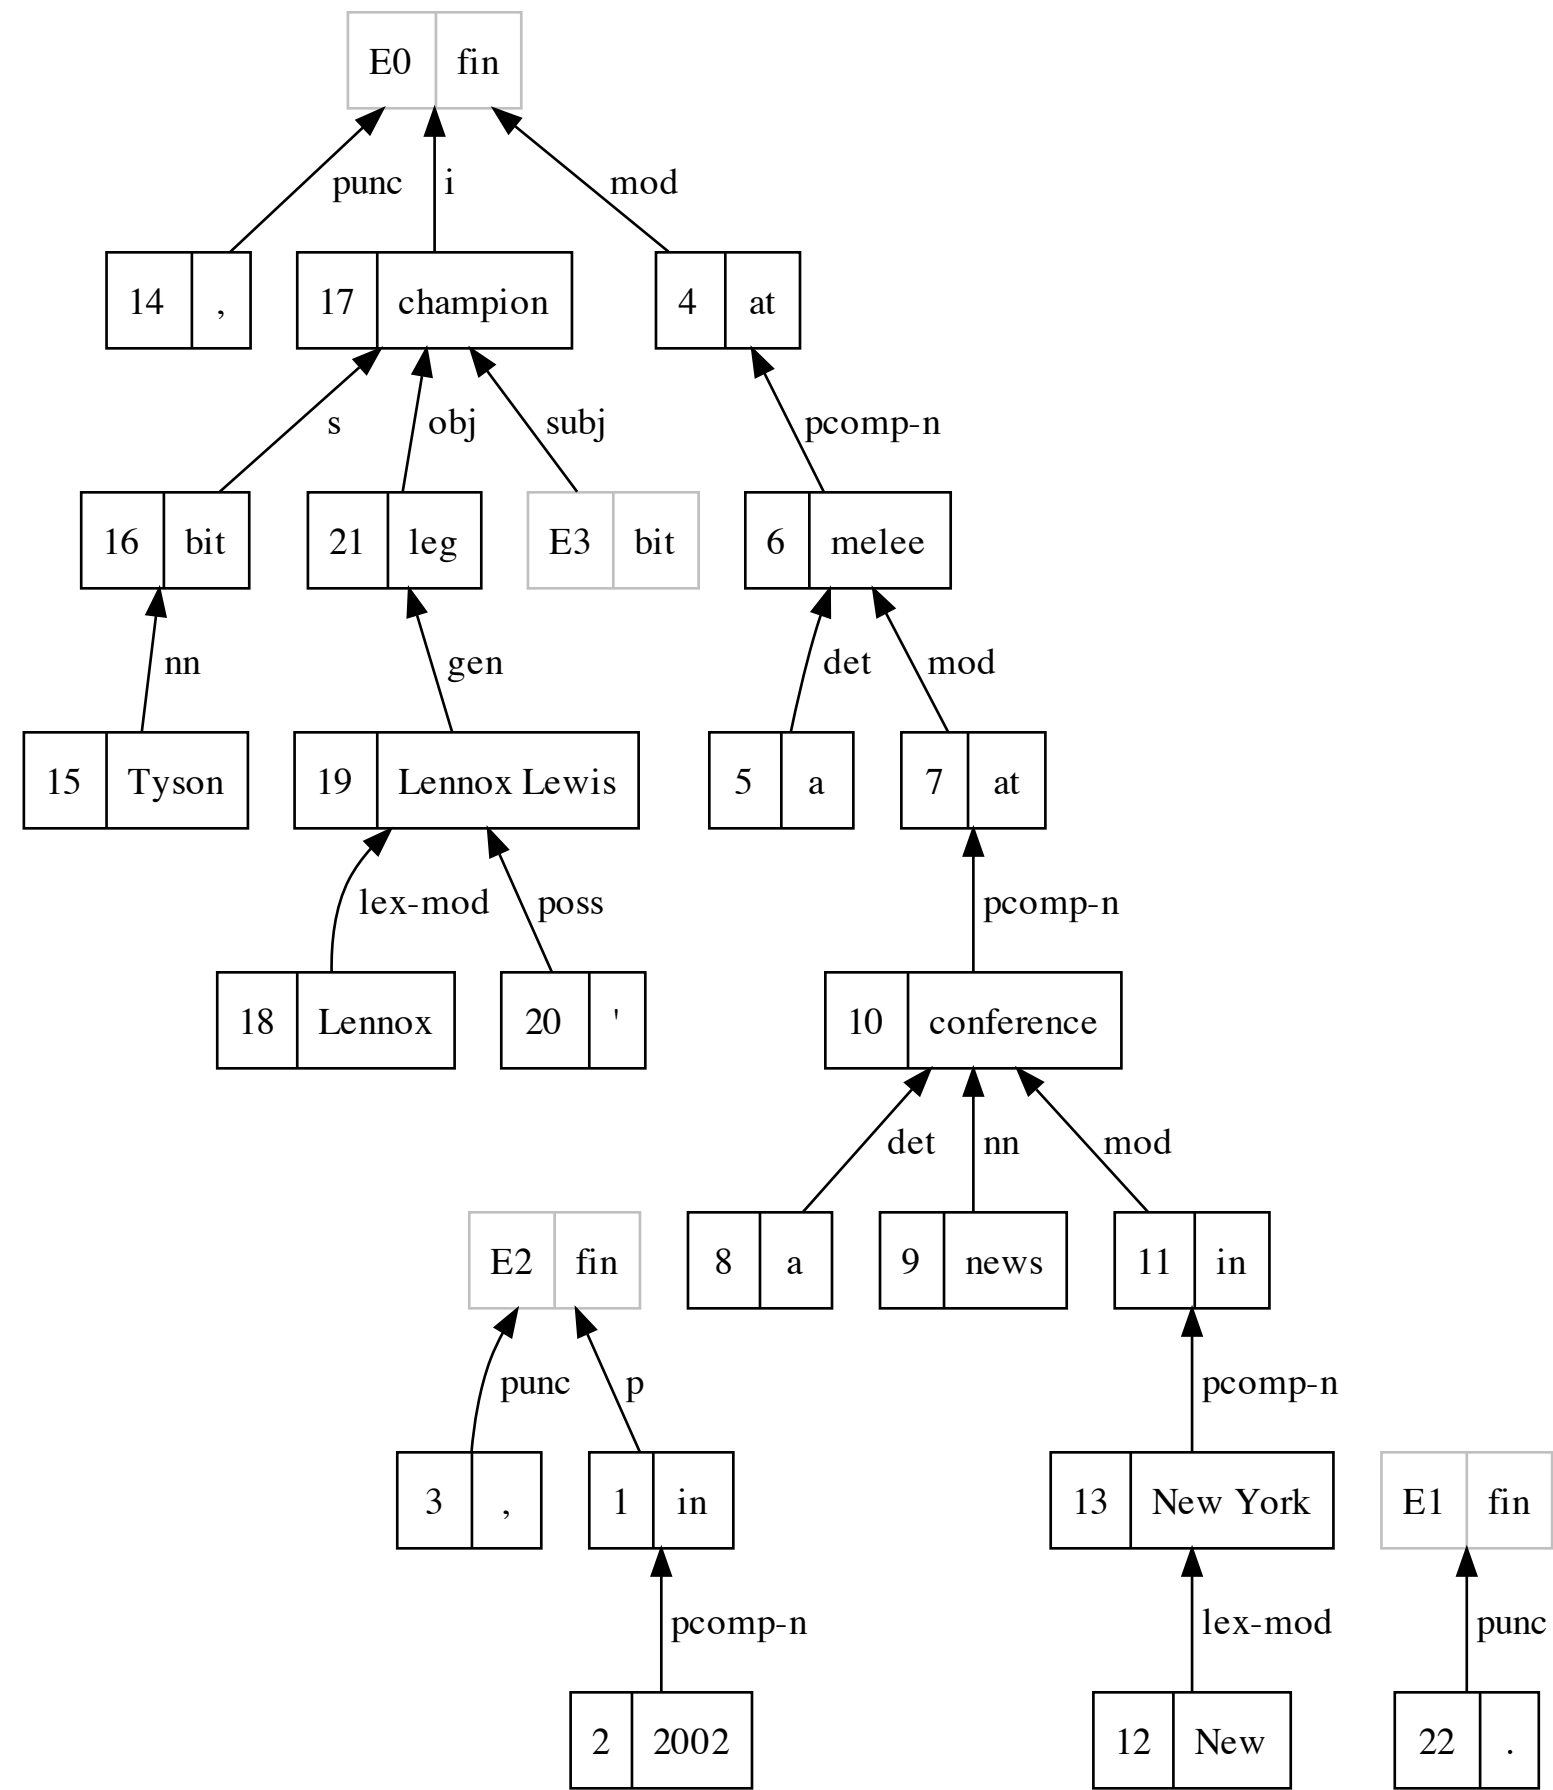 E0 fin
punc i mod
14 , 17 champion 4 at
s obj subj pcomp-n
16 bit 21 leg E3 bit 6 melee
nn gen det mod
15 Tyson 19 Lennox Lewis 5 a 7 at
lex-mod poss pcomp-n
18 Lennox 20 ' 10 conference
det nn mod
E2 fin 8 a 9 news 11 in
punc p pcomp-n
3 , 1 in 13 New York E1 fin
pcomp-n lex-mod punc
2 2002 12 New 22 .